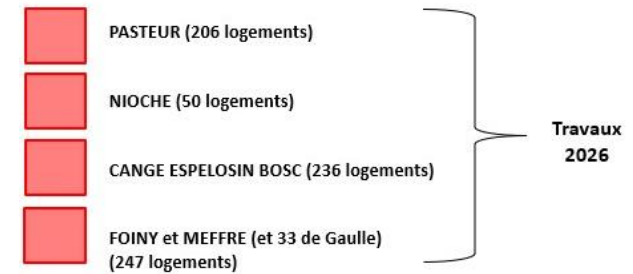 PASTEUR (206 logements)
NIOCHE (50 logements)
CANGE ESPELOSIN BOSC (236 logements)
FOINY et MEFFRE (et 33 de Gaulle)
(247 logements)
Travaux
2026